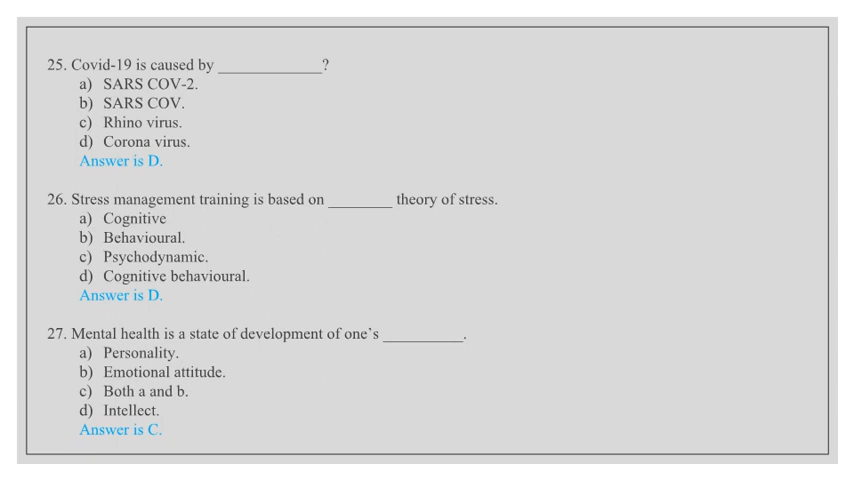 25. Covid-19 is caused by _____________?
a) SARS COV-2.
b) SARS COV.
c) Rhino virus.
d) Corona virus.
Answer is D.
26. Stress management training is based on ________ theory of stress.
a) Cognitive
b) Behavioural.
c) Psychodynamic.
d) Cognitive behavioural.
Answer is D.
27. Mental health is a state of development of one’s __________.
a) Personality.
b) Emotional attitude.
c) Both a and b.
d) Intellect.
Answer is C.